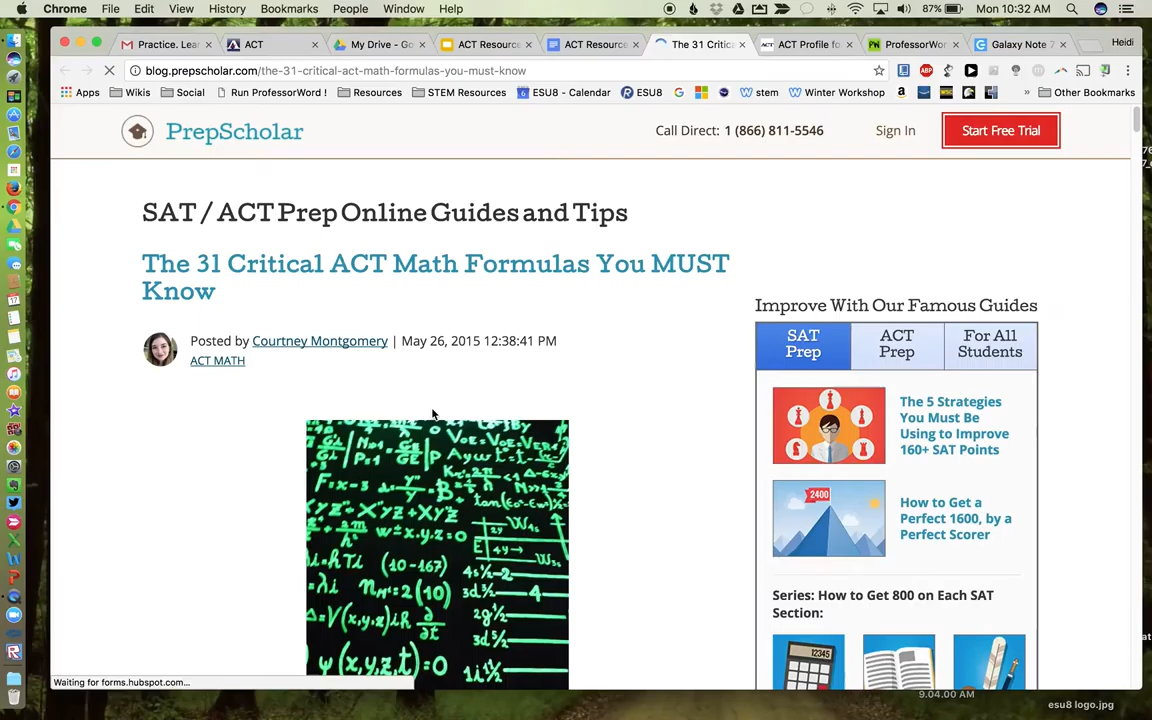 Chrome File Edit View History Bookmarks People Window Help 87% Mon 10:32 AM
Practice. Lear ACT My Drive - Go ACT Resource ACT Resource The 31 Critica ACT Profile fo ProfessorWor Galaxy Note 7 Heidi
blog.prepscholar.com/the-31-critical-act-math-formulas-you-must-know
Apps Wikis Social Run ProfessorWord ! Resources STEM Resources ESU8 - Calendar ESU8 stem Winter Workshop » Other Bookmarks
PrepScholar Call Direct: 1 (866) 811-5546 Sign In Start Free Trial
SAT / ACT Prep Online Guides and Tips
The 31 Critical ACT Math Formulas You MUST
Know
Posted by Courtney Montgomery | May 26, 2015 12:38:41 PM
ACT MATH
Improve With Our Famous Guides
SAT
Prep
ACT
Prep
For All
Students
The 5 Strategies
You Must Be
Using to Improve
160+ SAT Points
2400
How to Get a
Perfect 1600, by a
Perfect Scorer
Series: How to Get 800 on Each SAT
Section:
12345
Waiting for forms.hubspot.com...
9.04.00 AM
esu8 logo.jpg